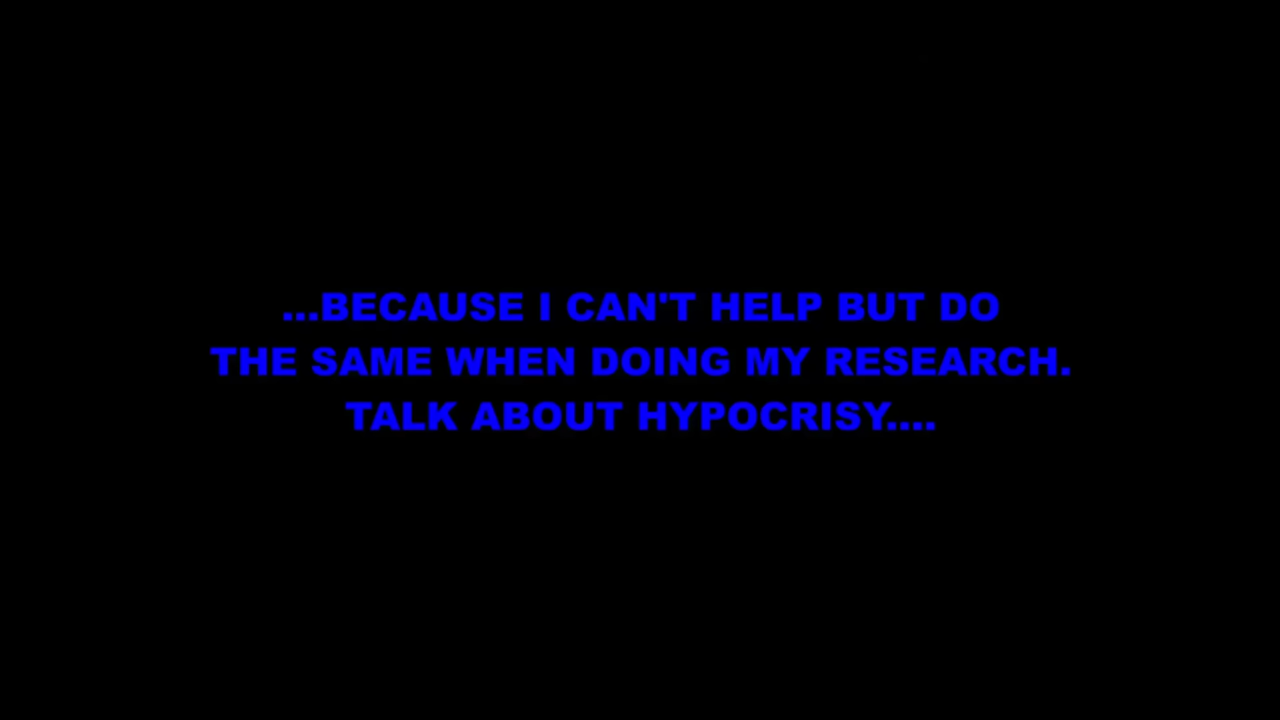 ...BECAUSE I CAN'T HELP BUT DO
THE SAME WHEN DOING MY RESEARCH.
TALK ABOUT HYPOCRISY....